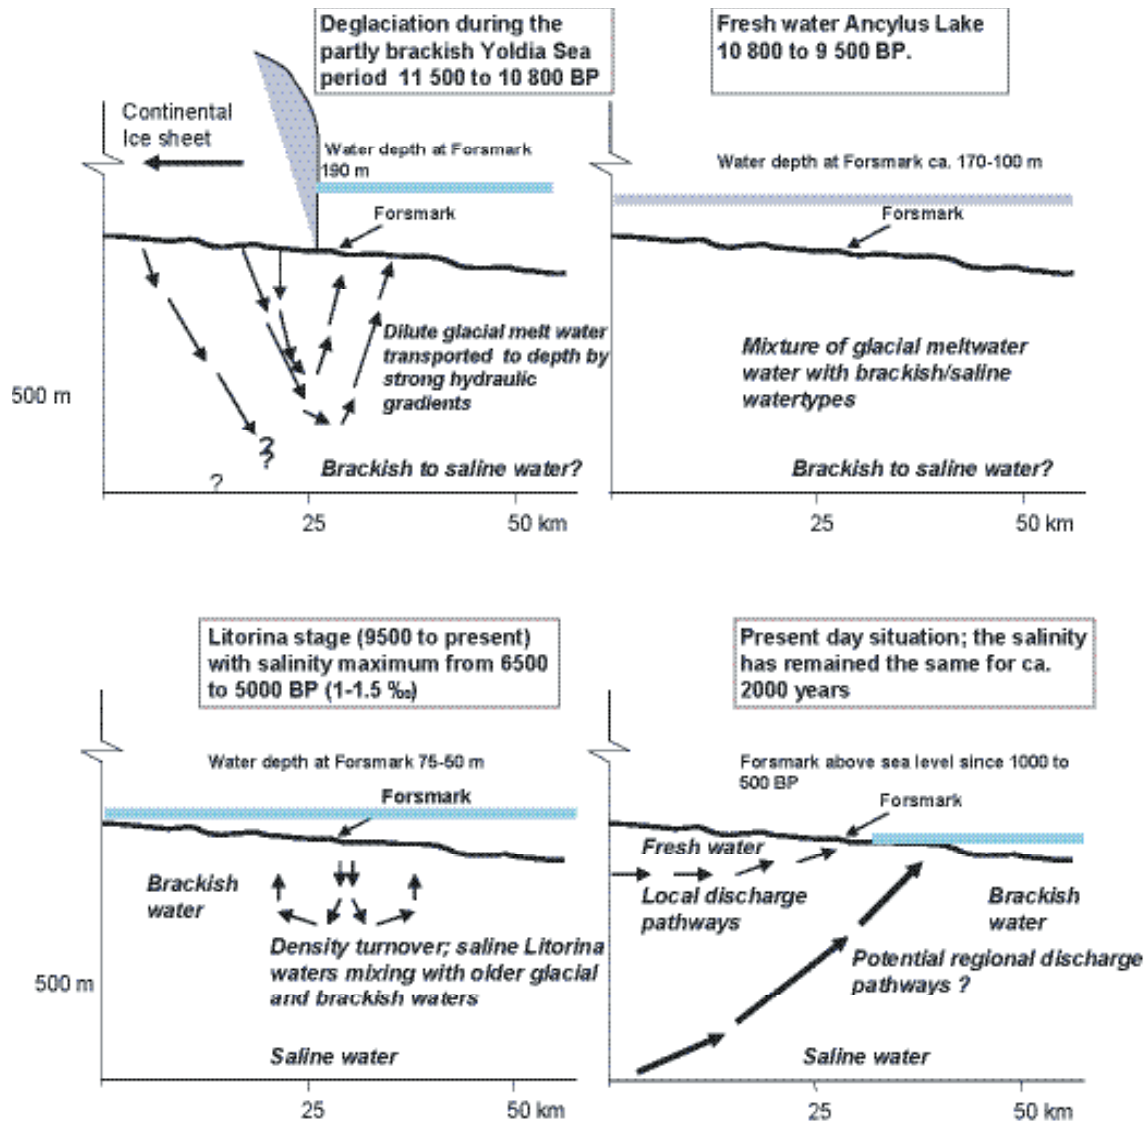 Deglaciation during the
partly brackish Yoldia Sea
period 11 500 to 10 800 BP
Continental
Ice sheet
Water depth at Forsmark
190 m
Forsmark
Dilute glacial melt water
transported to depth by
strong hydraulic
gradients
500 m
?
?
?
Brackish to saline water?
25
50 km
Fresh water Ancylus Lake
10 800 to 9 500 BP.
Water depth at Forsmark ca. 170-100 m
Forsmark
Mixture of glacial meltwater
water with brackish/saline
watertypes
Brackish to saline water?
25
50 km
Litorina stage (9500 to present)
with salinity maximum from 6500
to 5000 BP (1-1.5 ‰)
Water depth at Forsmark 75-50 m
Forsmark
Brackish
water
Density turnover; saline Litorina
waters mixing with older glacial
and brackish waters
500 m
Saline water
25
50 km
Present day situation; the salinity
has remained the same for ca.
2000 years
Forsmark above sea level since 1000 to
500 BP
Forsmark
Fresh water
Local discharge
pathways
Brackish
water
Potential regional discharge
pathways ?
Saline water
25
50 km